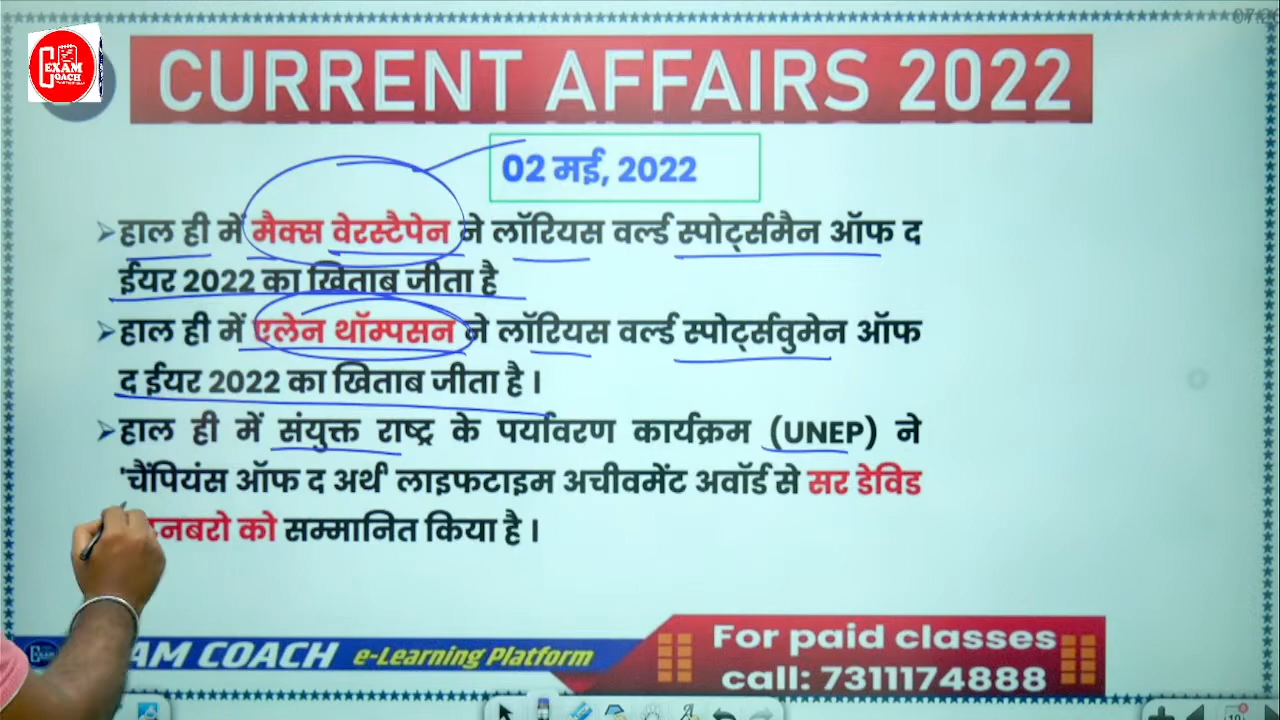 EXAM
COACH
CURRENT AFFAIRS 2022
02 मई, 2022
हाल ही में मैक्स वेरस्टैपेन ने लॉरियस वर्ल्ड स्पोर्ट्समैन ऑफ द
ईयर 2022 का खिताब जीता है
हाल ही में एलेन थॉम्पसन ने लॉरियस वर्ल्ड स्पोर्ट्सवुमेन ऑफ
द ईयर 2022 का खिताब जीता है ।
हाल ही में संयुक्त राष्ट्र के पर्यावरण कार्यक्रम (UNEP) ने
'चैंपियंस ऑफ द अर्थ' लाइफटाइम अचीवमेंट अवॉर्ड से सर डेविड
को सम्मानित किया है ।
COACH e-Learning Platform
For paid classes
call: 7311174888